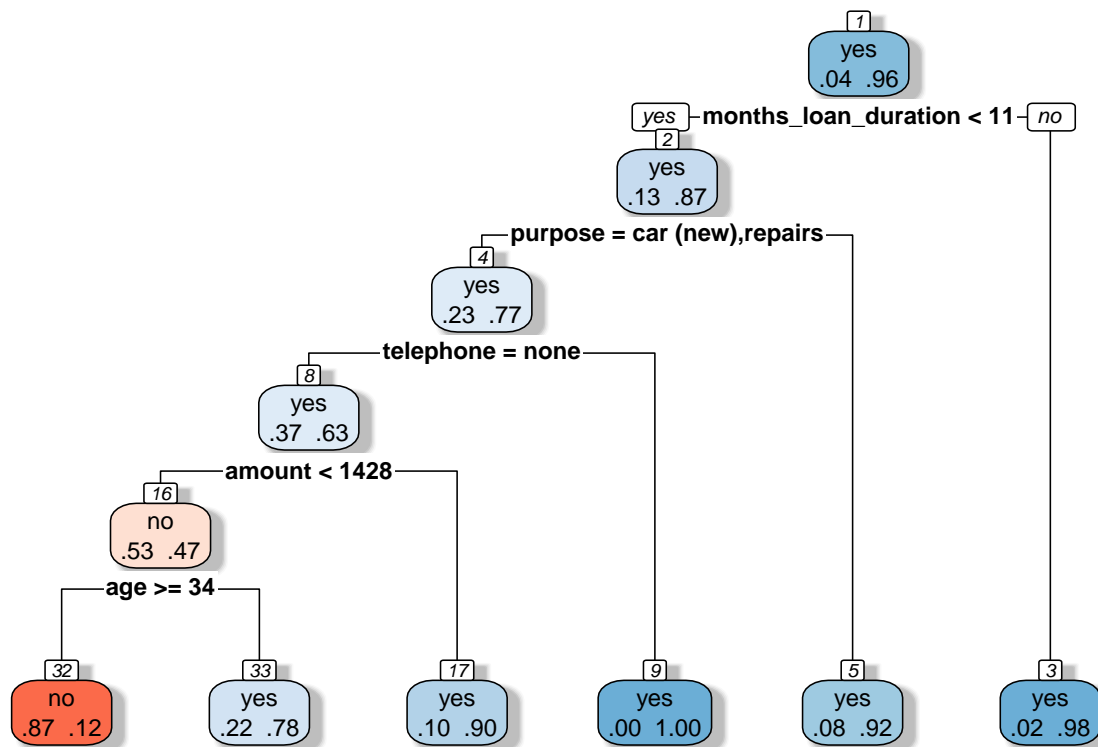 1
yes
.04 .96
yes months_loan_duration < 11 no
2
yes
.13 .87
purpose = car (new),repairs
4
yes
.23 .77
telephone = none
8
yes
.37 .63
amount < 1428
16
no
.53 .47
age >= 34
32 33 17 9 5 3
no yes yes yes yes yes
.87 .12 .22 .78 .10 .90 .00 1.00 .08 .92 .02 .98